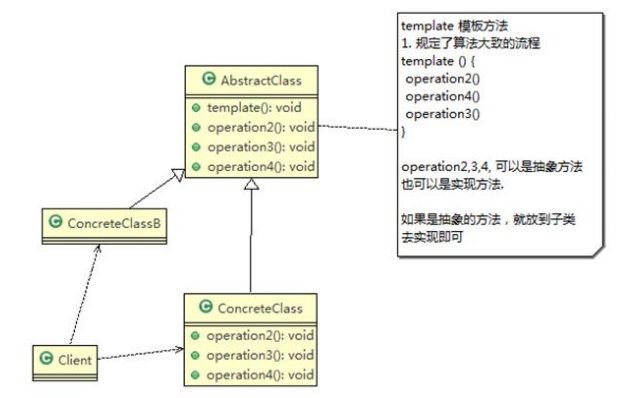 template 模板方法
1. 规定了算法大致的流程
template () {
operation2()
operation4()
operation3()
}
operation2,3,4, 可以是抽象方法
也可以是实现方法.
如果是抽象的方法，就放到子类
去实现即可
C AbstractClass
template(): void
operation2(): void
operation3(): void
operation4(): void
C ConcreteClassB
C ConcreteClass
operation2(): void
operation3(): void
operation4(): void
C Client